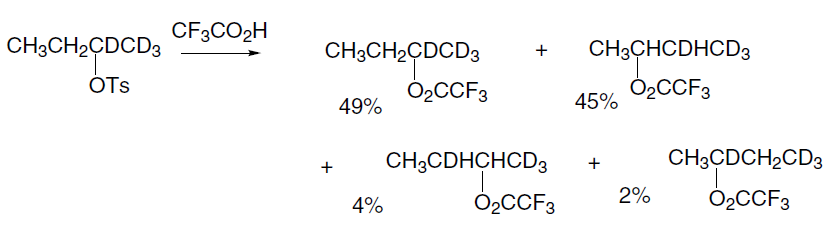 CH3CH2CDCD3 CF3CO2H CH3CH2CDCD3 + CH3CHCDHCD3
OTs O2CCF3 O2CCF3
49% 45%
+ CH3CDHCHCD3 + CH3CDCH2CD3
4% O2CCF3 2% O2CCF3